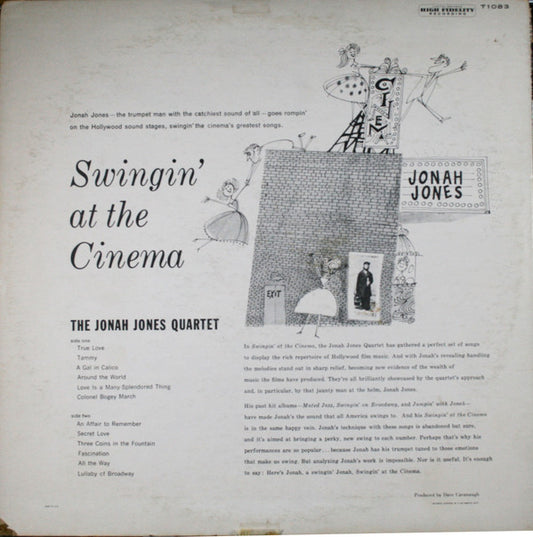 HIGH FIDELITY
RECORDING
T1083
Jonah Jones – the trumpet man with the catchiest sound of all – goes rompin'
on the Hollywood sound stages, swingin' the cinema's greatest songs.
Swingin'
at the
Cinema
CINEMA
JONAH
JONES
EXIT
THE JONAH JONES QUARTET
side one
True Love
Tammy
A Gal in Calico
Around the World
Love Is a Many-Splendored Thing
Colonel Bogey March
side two
An Affair to Remember
Secret Love
Three Coins in the Fountain
Fascination
All the Way
Lullaby of Broadway
In Swingin' at the Cinema, the Jonah Jones Quartet has gathered a perfect set of songs
to display the rich repertoire of Hollywood film music. And with Jonah's revealing handling
the melodies stand out in sharp relief, becoming new evidence of the wealth of
music the films have produced. They're all brilliantly showcased by the quartet's approach
and, in particular, by that jaunty man at the helm, Jonah Jones.
His past hit albums—Muted Jazz, Swingin' on Broadway, and Jumpin' with Jonah—
have made Jonah's the sound that all America swings to. And his Swingin' at the Cinema
is in the same happy vein. Jonah's technique with these songs is abandoned but sure,
and it's aimed at bringing a perky, new swing to each number. Perhaps that's why his
performances are so popular... because Jonah has his trumpet tuned to those emotions
that make us swing. But analyzing Jonah's work is impossible. Nor is it useful. It's enough
to say: Here's Jonah, a swingin' Jonah, Swingin' at the Cinema.
Produced by Dave Cavanaugh